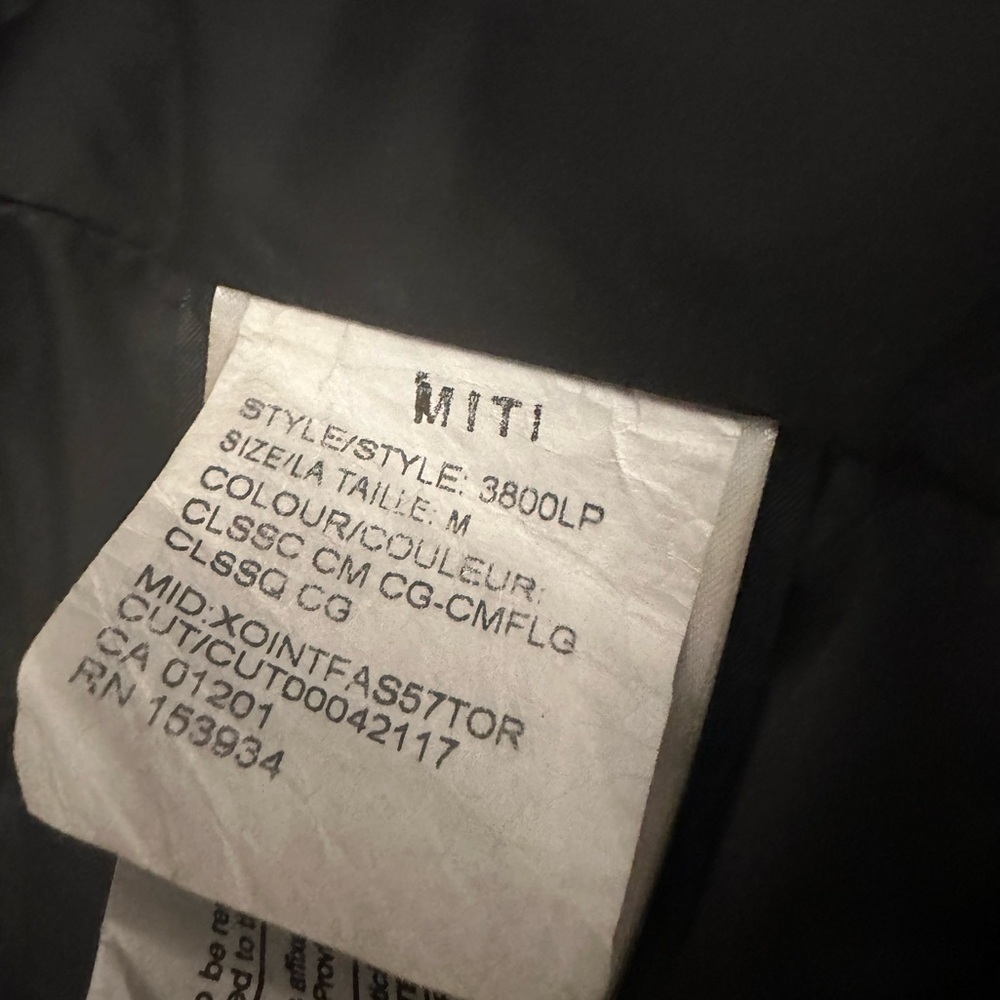 MITI
STYLE/STYLE: 3800LP
SIZE/LA TAILLE: M
COLOUR/COULEUR:
CLSSC CM CG-CMFLG
CLSSQ CG
MID:XOINTFAS57TOR
CUT/CUTD0042117
CA 01201
RN 153934